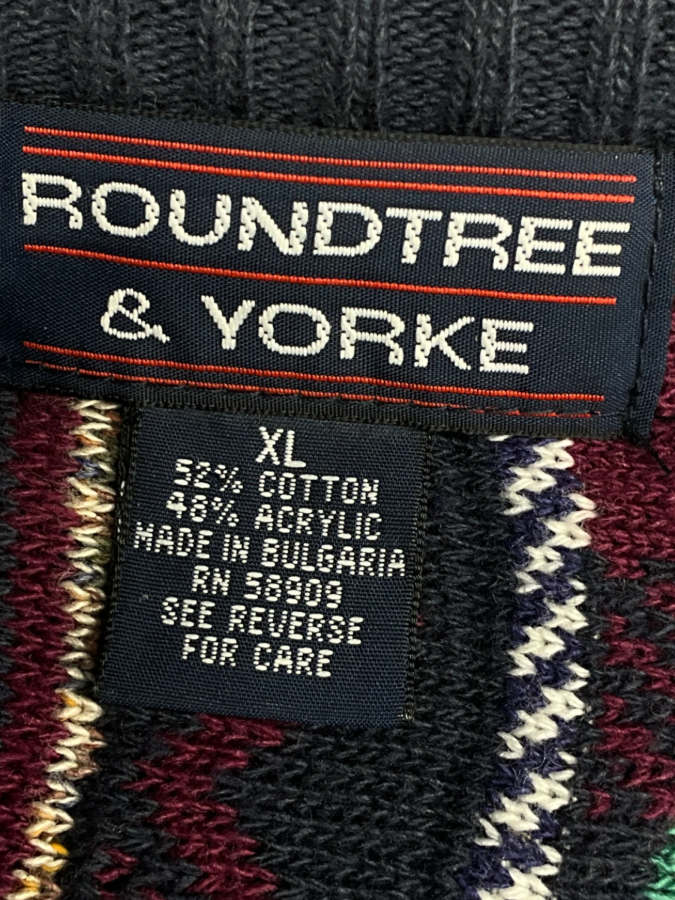 ROUNDTREE
& YORKE
XL
52% COTTON
48% ACRYLIC
MADE IN BULGARIA
RN 58909
SEE REVERSE
FOR CARE